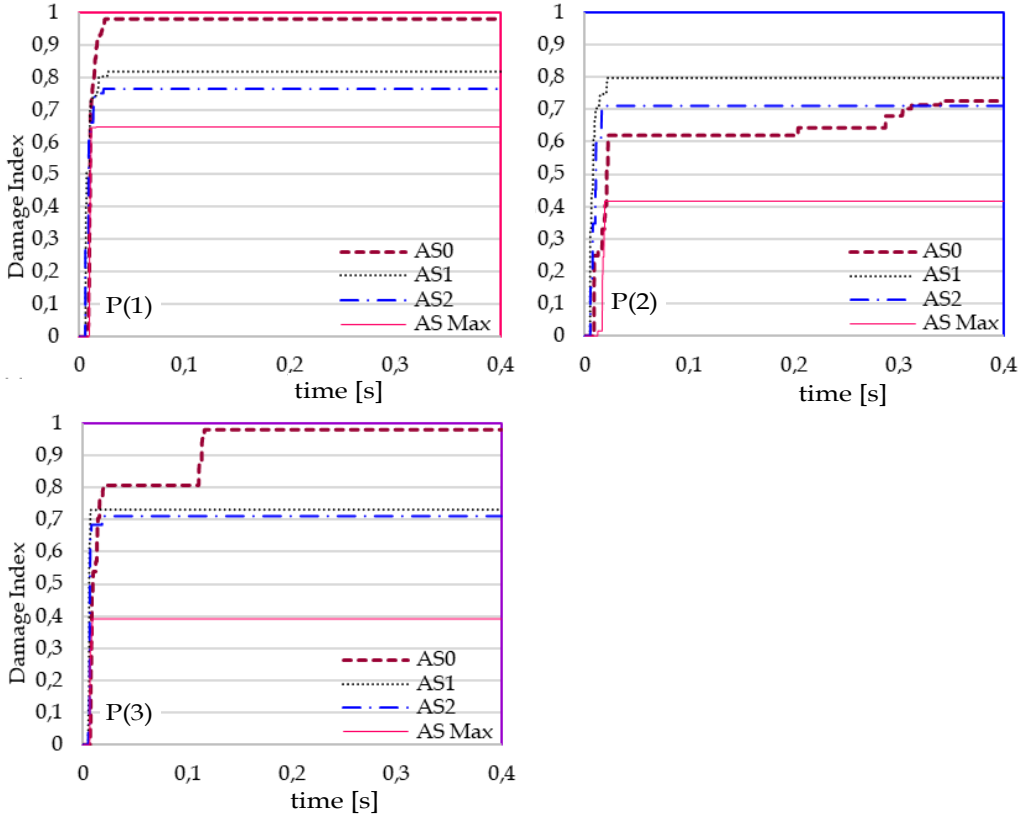 1
0,9
0,8
0,7
0,6
0,5
0,4
0,3
0,2
0,1
0
Damage Index
AS0
AS1
AS2
AS Max
P(1)
0 0,1 0,2 0,3 0,4
time [s]
1
0,9
0,8
0,7
0,6
0,5
0,4
0,3
0,2
0,1
0
AS0
AS1
AS2
AS Max
P(2)
0 0,1 0,2 0,3 0,4
time [s]
1
0,9
0,8
0,7
0,6
0,5
0,4
0,3
0,2
0,1
0
Damage Index
AS0
AS1
AS2
AS Max
P(3)
0 0,1 0,2 0,3 0,4
time [s]